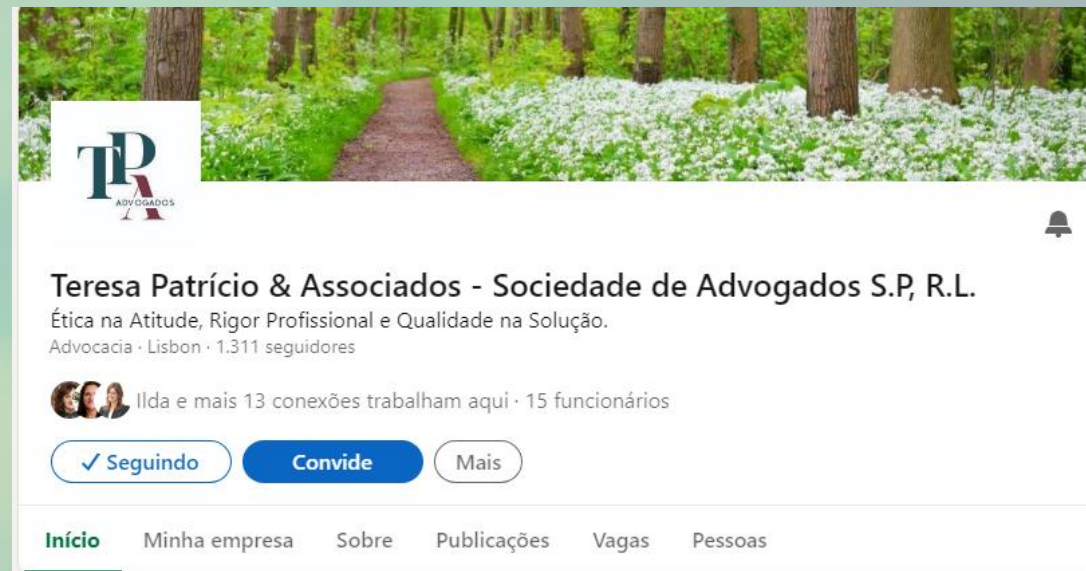 TPA
ADVOGADOS
Teresa Patrício & Associados - Sociedade de Advogados S.P, R.L.
Ética na Atitude, Rigor Profissional e Qualidade na Solução.
Advocacia · Lisbon · 1.311 seguidores
Ilda e mais 13 conexões trabalham aqui · 15 funcionários
Seguindo Convide Mais
Início Minha empresa Sobre Publicações Vagas Pessoas